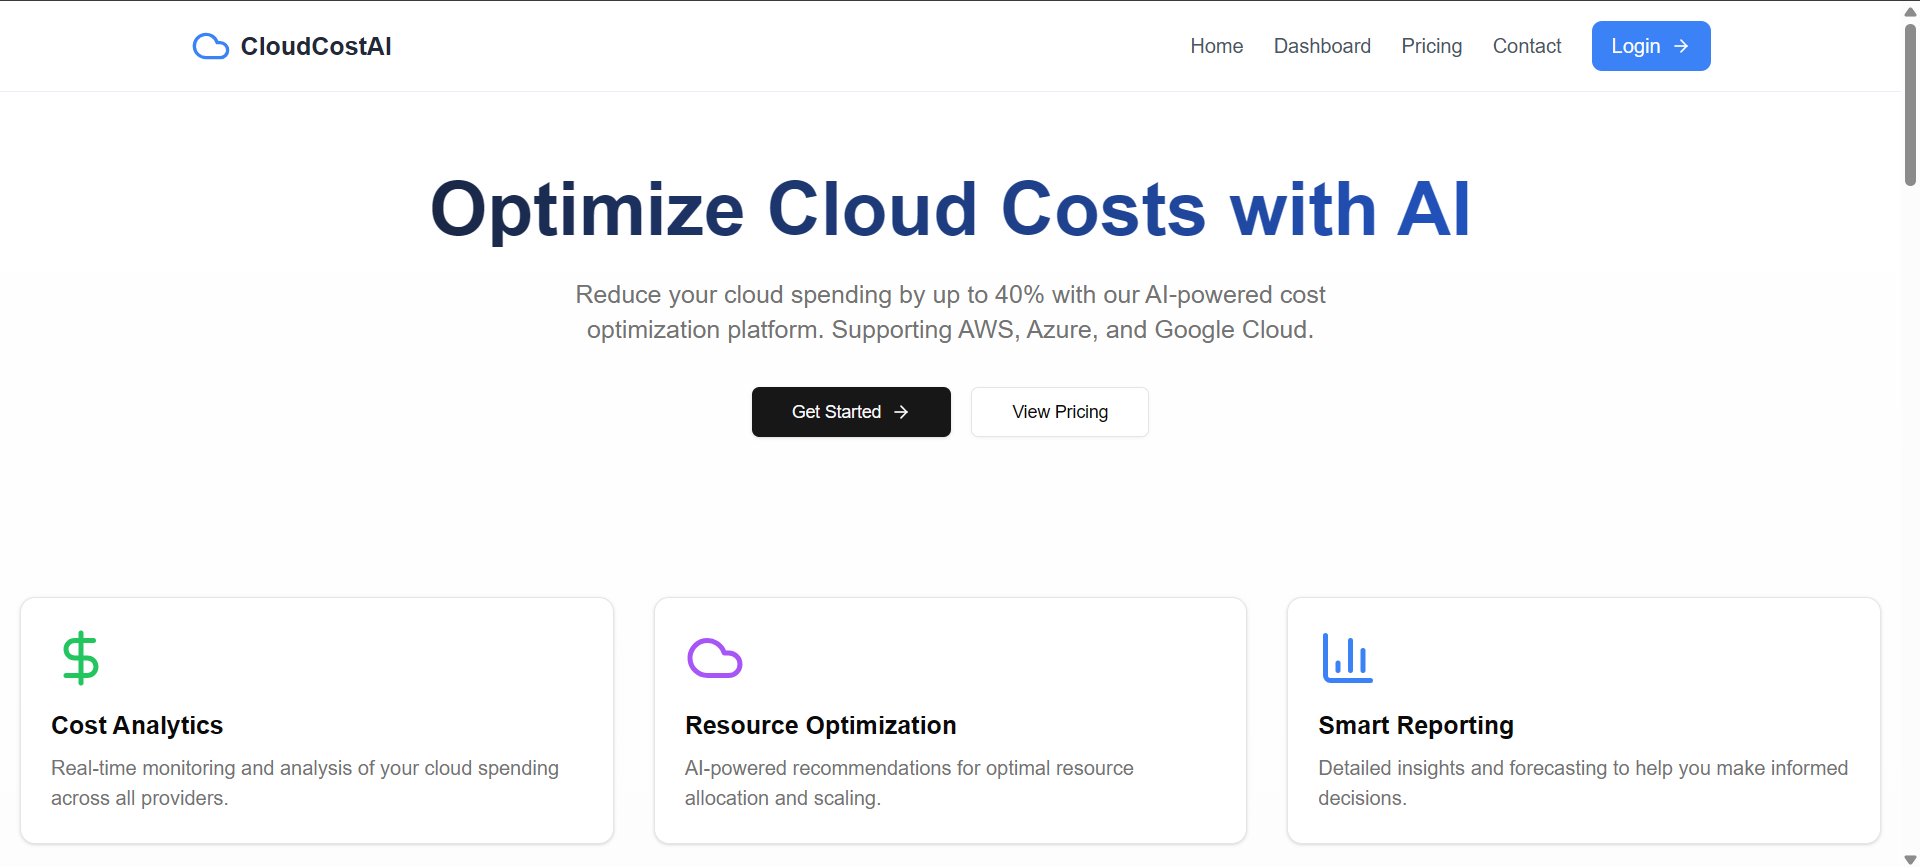 CloudCostAI
Home Dashboard Pricing Contact Login
Optimize Cloud Costs with AI
Reduce your cloud spending by up to 40% with our AI-powered cost
optimization platform. Supporting AWS, Azure, and Google Cloud.
Get Started
View Pricing
Cost Analytics
Real-time monitoring and analysis of your cloud spending
across all providers.
Resource Optimization
AI-powered recommendations for optimal resource
allocation and scaling.
Smart Reporting
Detailed insights and forecasting to help you make informed
decisions.